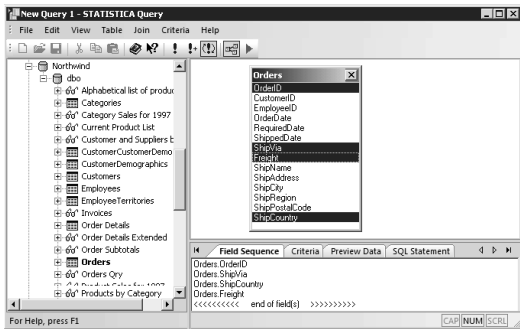 New Query 1 - STATISTICA Query
File Edit View Table Join Criteria Help
Northwind
dbo
Alphabetical list of produc
Categories
Category Sales for 1997
Current Product List
Customer and Suppliers b
CustomerCustomerDemo
CustomerDemographics
Customers
Employees
EmployeeTerritories
Invoices
Order Details
Order Details Extended
Order Subtotals
Orders
Orders Qry
Product Sales for 1997
Products by Category
Orders
OrderID
CustomerID
EmployeeID
OrderDate
RequiredDate
ShippedDate
ShipVia
Freight
ShipName
ShipAddress
ShipCity
ShipRegion
ShipPostalCode
ShipCountry
Field Sequence Criteria Preview Data SQL Statement
Orders.OrderID
Orders.ShipVia
Orders.ShipCountry
Orders.Freight
<<<<<<<<<< end of field(s) >>>>>>>>>>
For Help, press F1
CAP NUM SCRL